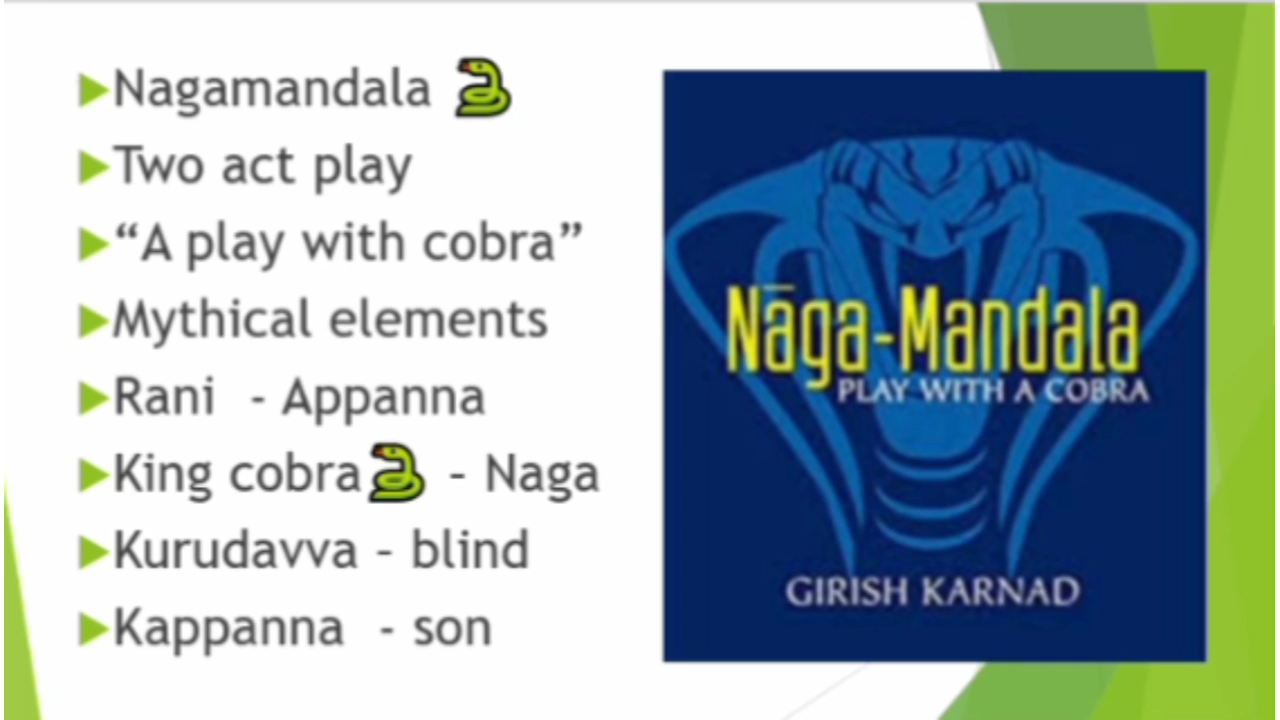 Nagamandala 🐍
Two act play
“A play with cobra”
Mythical elements
Rani - Appanna
King cobra🐍 – Naga
Kurudavva – blind
Kappanna - son
Nāga-Mandala
PLAY WITH A COBRA
GIRISH KARNAD